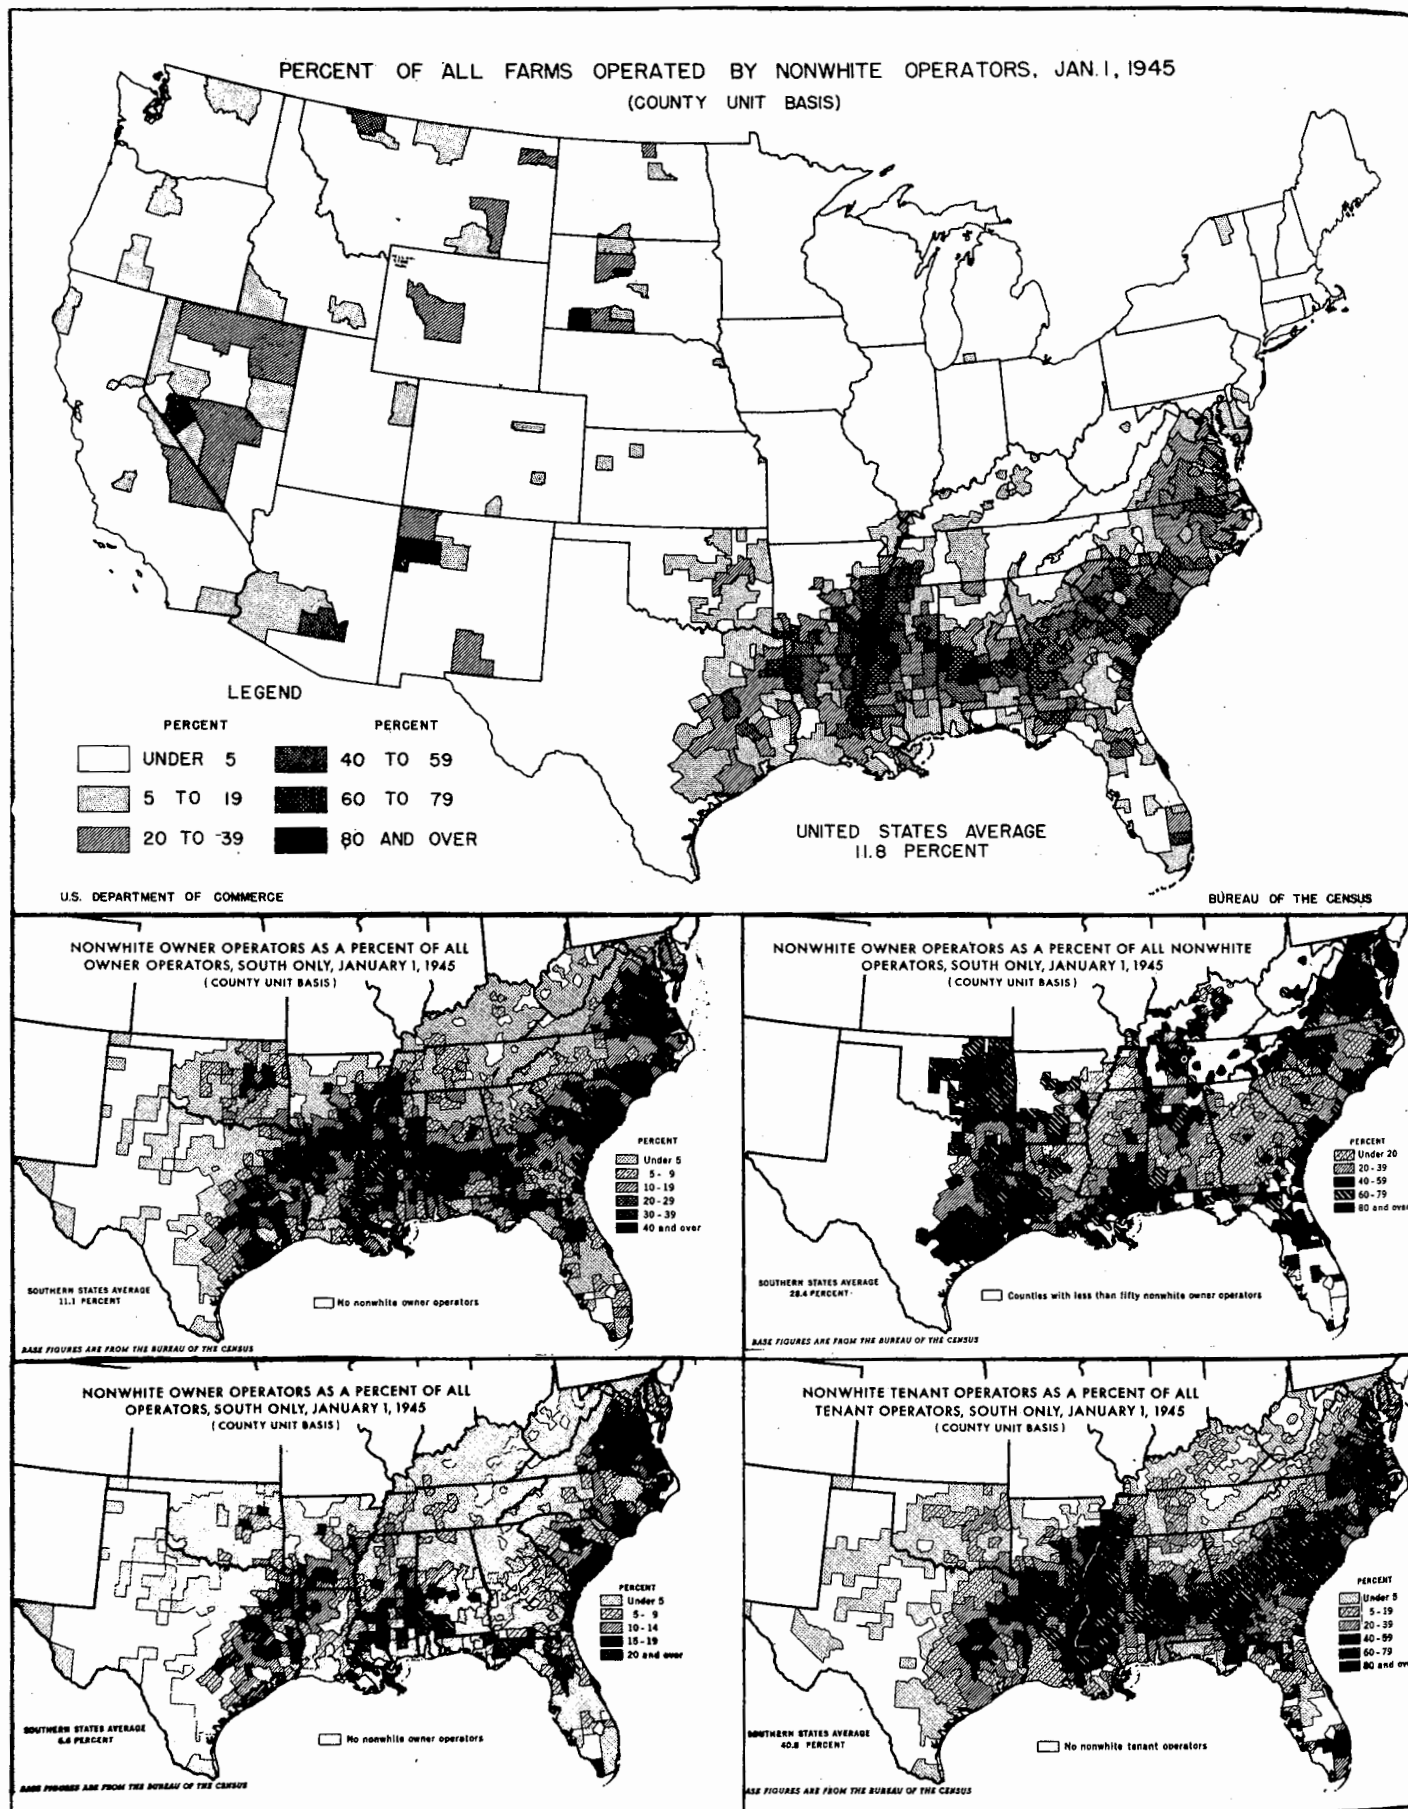 PERCENT OF ALL FARMS OPERATED BY NONWHITE OPERATORS, JAN. 1, 1945
(COUNTY UNIT BASIS)
LEGEND
PERCENT PERCENT
UNDER 5 40 TO 59
5 TO 19 60 TO 79
20 TO 39 80 AND OVER
UNITED STATES AVERAGE
11.8 PERCENT
U.S. DEPARTMENT OF COMMERCE BUREAU OF THE CENSUS
NONWHITE OWNER OPERATORS AS A PERCENT OF ALL
OWNER OPERATORS, SOUTH ONLY, JANUARY 1, 1945
(COUNTY UNIT BASIS)
PERCENT
Under 5
5 - 9
10 - 19
20 - 29
30 - 39
40 and over
SOUTHERN STATES AVERAGE
11.1 PERCENT
No nonwhite owner operators
BASE FIGURES ARE FROM THE BUREAU OF THE CENSUS
NONWHITE OWNER OPERATORS AS A PERCENT OF ALL NONWHITE
OPERATORS, SOUTH ONLY, JANUARY 1, 1945
(COUNTY UNIT BASIS)
PERCENT
Under 20
20 - 39
40 - 59
60 - 79
80 and over
SOUTHERN STATES AVERAGE
28.4 PERCENT
Counties with less than fifty nonwhite owner operators
BASE FIGURES ARE FROM THE BUREAU OF THE CENSUS
NONWHITE OWNER OPERATORS AS A PERCENT OF ALL
OPERATORS, SOUTH ONLY, JANUARY 1, 1945
(COUNTY UNIT BASIS)
PERCENT
Under 5
5 - 9
10 - 14
15 - 19
20 and over
SOUTHERN STATES AVERAGE
6.6 PERCENT
No nonwhite owner operators
BASE FIGURES ARE FROM THE BUREAU OF THE CENSUS
NONWHITE TENANT OPERATORS AS A PERCENT OF ALL
TENANT OPERATORS, SOUTH ONLY, JANUARY 1, 1945
(COUNTY UNIT BASIS)
PERCENT
Under 5
5 - 19
20 - 39
40 - 59
60 - 79
80 and ov
SOUTHERN STATES AVERAGE
40.8 PERCENT
No nonwhite tenant operators
ASE FIGURES ARE FROM THE BUREAU OF THE CENSUS